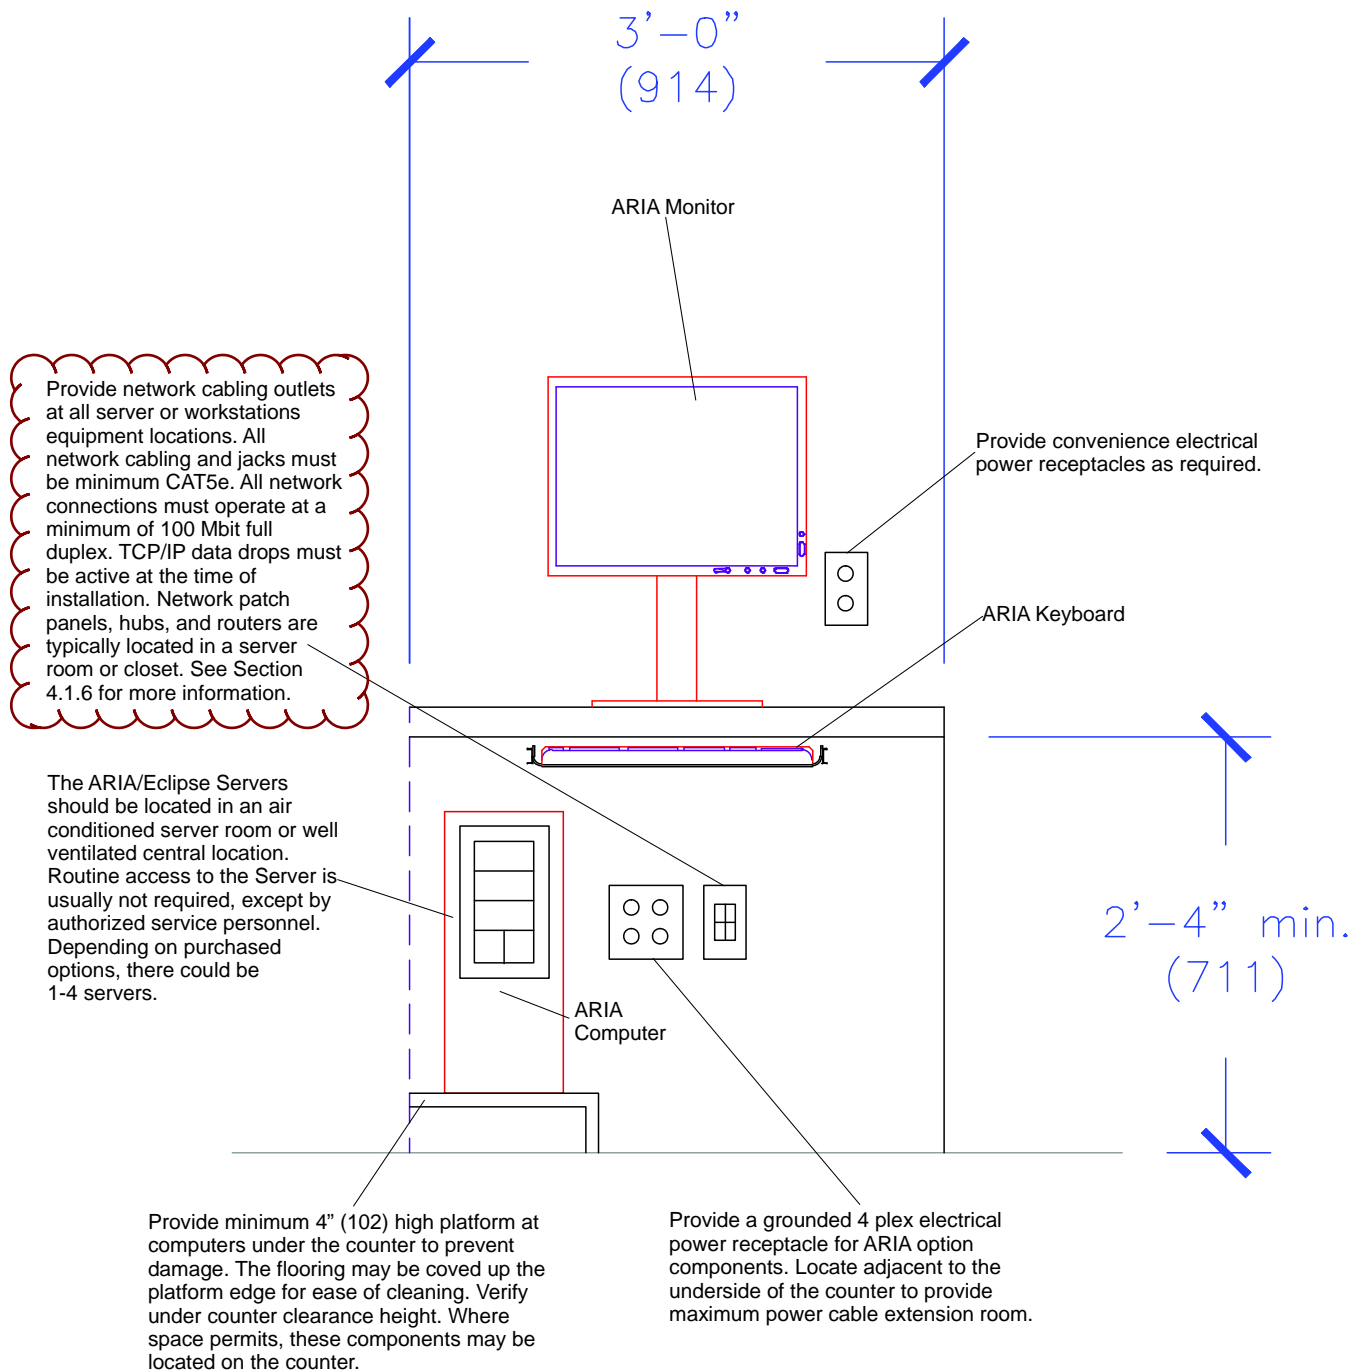 3'-0"
(914)
ARIA Monitor
Provide network cabling outlets
at all server or workstations
equipment locations. All
network cabling and jacks must
be minimum CAT5e. All network
connections must operate at a
minimum of 100 Mbit full
duplex. TCP/IP data drops must
be active at the time of
installation. Network patch
panels, hubs, and routers are
typically located in a server
room or closet. See Section
4.1.6 for more information.
Provide convenience electrical
power receptacles as required.
ARIA Keyboard
The ARIA/Eclipse Servers
should be located in an air
conditioned server room or well
ventilated central location.
Routine access to the Server is
usually not required, except by
authorized service personnel.
Depending on purchased
options, there could be
1-4 servers.
2'-4" min.
(711)
ARIA
Computer
Provide minimum 4” (102) high platform at
computers under the counter to prevent
damage. The flooring may be coved up the
platform edge for ease of cleaning. Verify
under counter clearance height. Where
space permits, these components may be
located on the counter.
Provide a grounded 4 plex electrical
power receptacle for ARIA option
components. Locate adjacent to the
underside of the counter to provide
maximum power cable extension room.